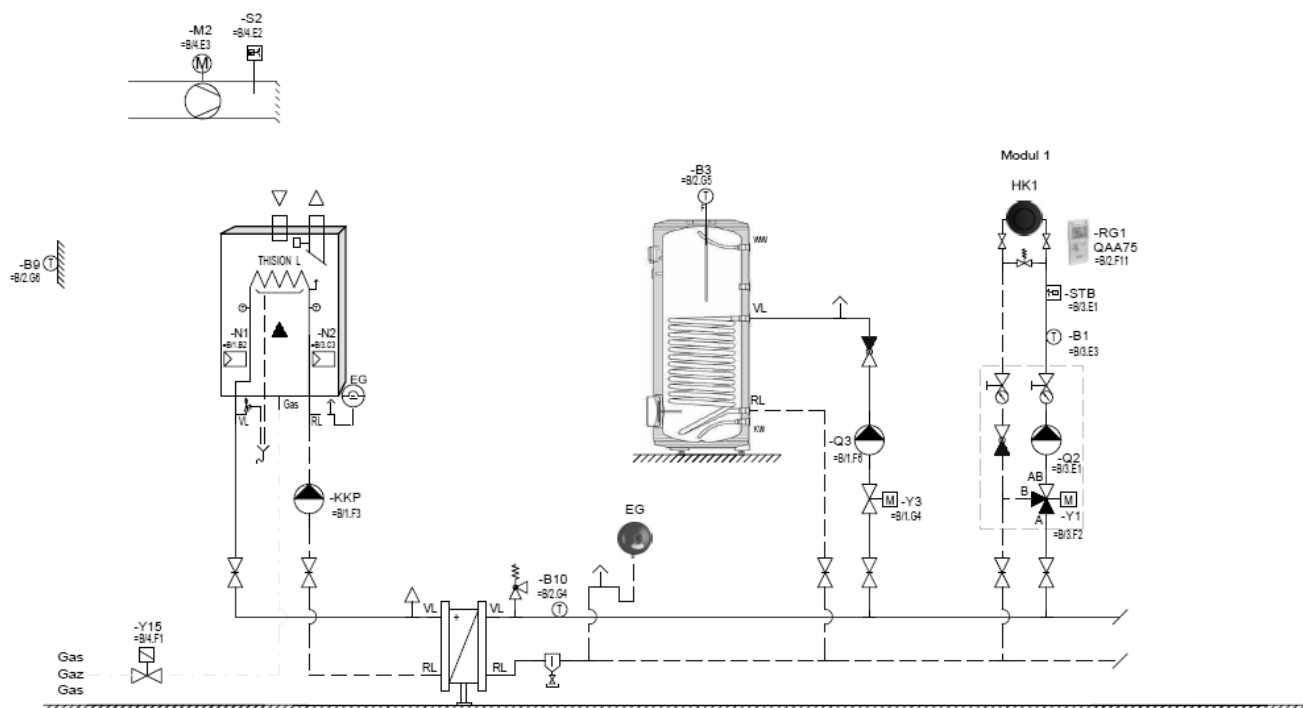 -M2
=B/4.E3
M
-S2
=B/4.E2
-B9
=B/2.G6
T
THISION L
-N1
=B/1.B2
-N2
=B/3.C3
EG
Gas
VL
RL
-KKP
=B/1.F3
-Y15
=B/4.F1
Gas
Gaz
Gas
VL
VL
+
RL
RL
-B10
=B/2.G4
T
EG
-B3
=B/2.G5
T
F
WW
VL
RL
KW
-Q3
=B/1.F6
M
-Y3
=B/1.G4
Modul 1
HK1
-RG1
QAA75
=B/2.F11
-STB
=B/3.E1
T
-B1
=B/3.E3
-Q2
=B/3.E1
AB
B
A
M
-Y1
=B/3.F2